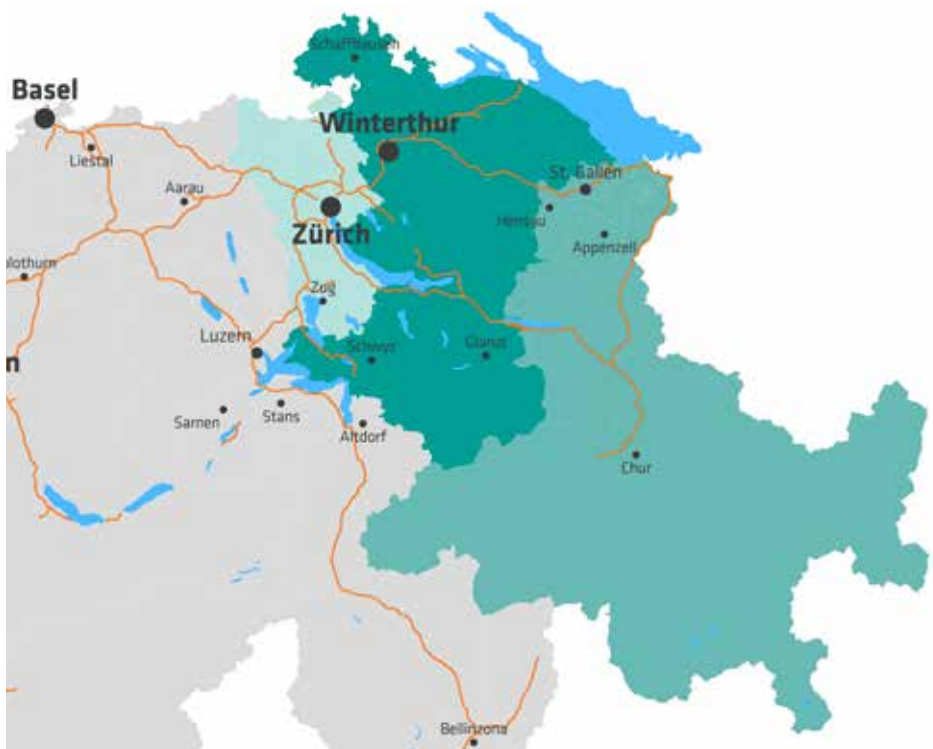 Schaffhausen
Basel
Winterthur
Liestal
St. Gallen
Aarau
Herisau
Zürich
Appenzell
olothurn
Zug
Luzern
Schwyz
Glarus
n
Sarnen
Stans
Altdorf
Chur
Bellinzona